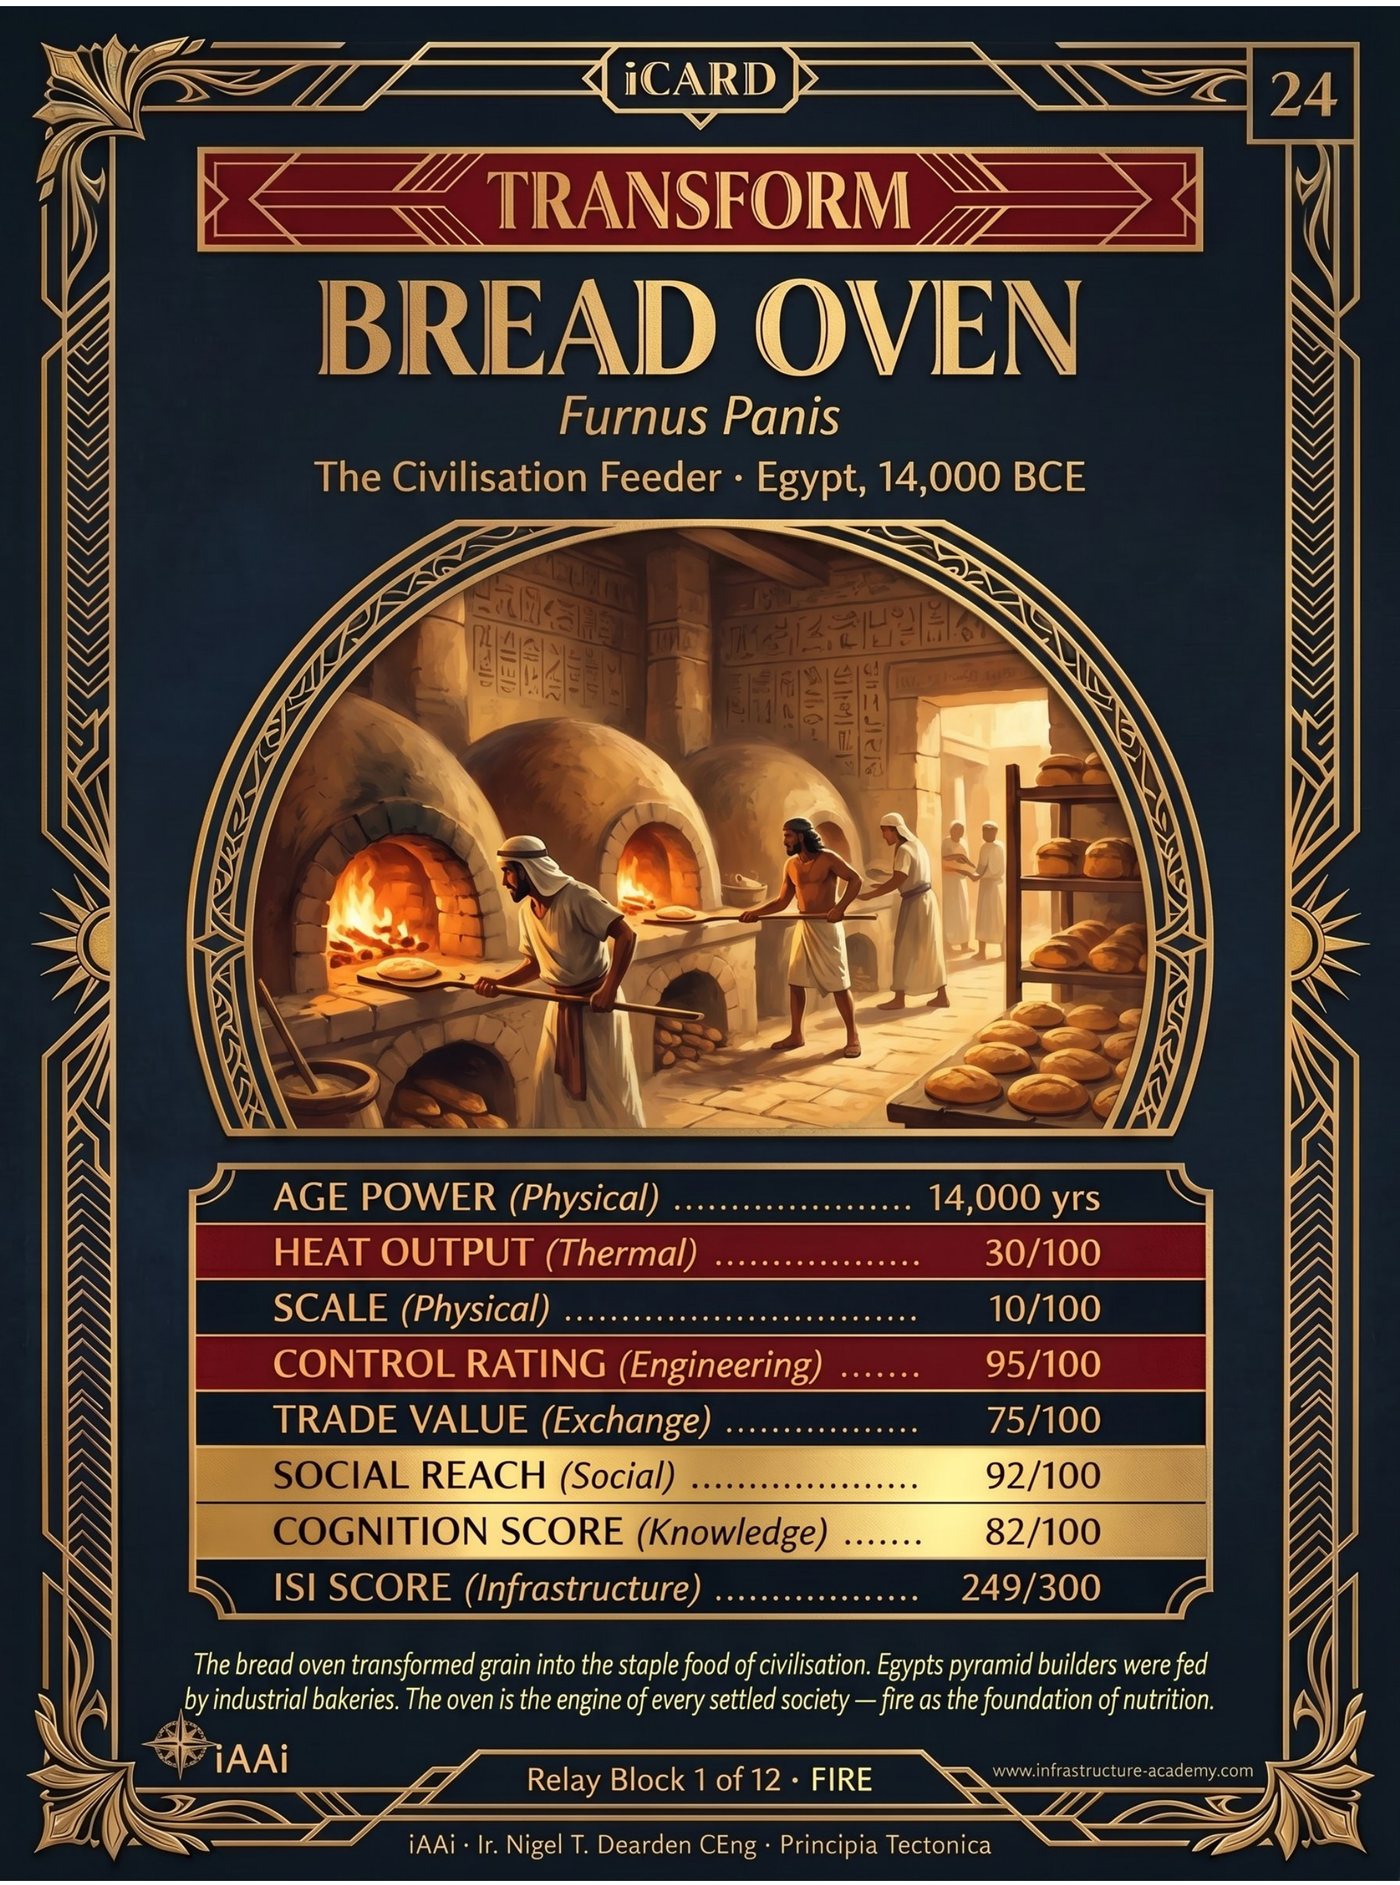 iCARD
24
TRANSFORM
BREAD OVEN
Furnus Panis
The Civilisation Feeder · Egypt, 14,000 BCE
AGE POWER (Physical) ..................... 14,000 yrs
HEAT OUTPUT (Thermal) .................. 30/100
SCALE (Physical) ............................... 10/100
CONTROL RATING (Engineering) ....... 95/100
TRADE VALUE (Exchange) ................. 75/100
SOCIAL REACH (Social) .................... 92/100
COGNITION SCORE (Knowledge) ....... 82/100
ISI SCORE (Infrastructure) .................. 249/300
The bread oven transformed grain into the staple food of civilisation. Egypts pyramid builders were fed
by industrial bakeries. The oven is the engine of every settled society — fire as the foundation of nutrition.
iAAi
Relay Block 1 of 12 · FIRE
www.infrastructure-academy.com
iAAi · Ir. Nigel T. Dearden CEng · Principia Tectonica